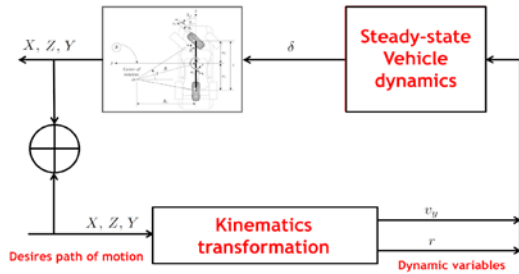 X, Z, Y
δ
Steady-state
Vehicle
dynamics
X, Z, Y
Kinematics
transformation
v_y
r
Desires path of motion
Dynamic variables